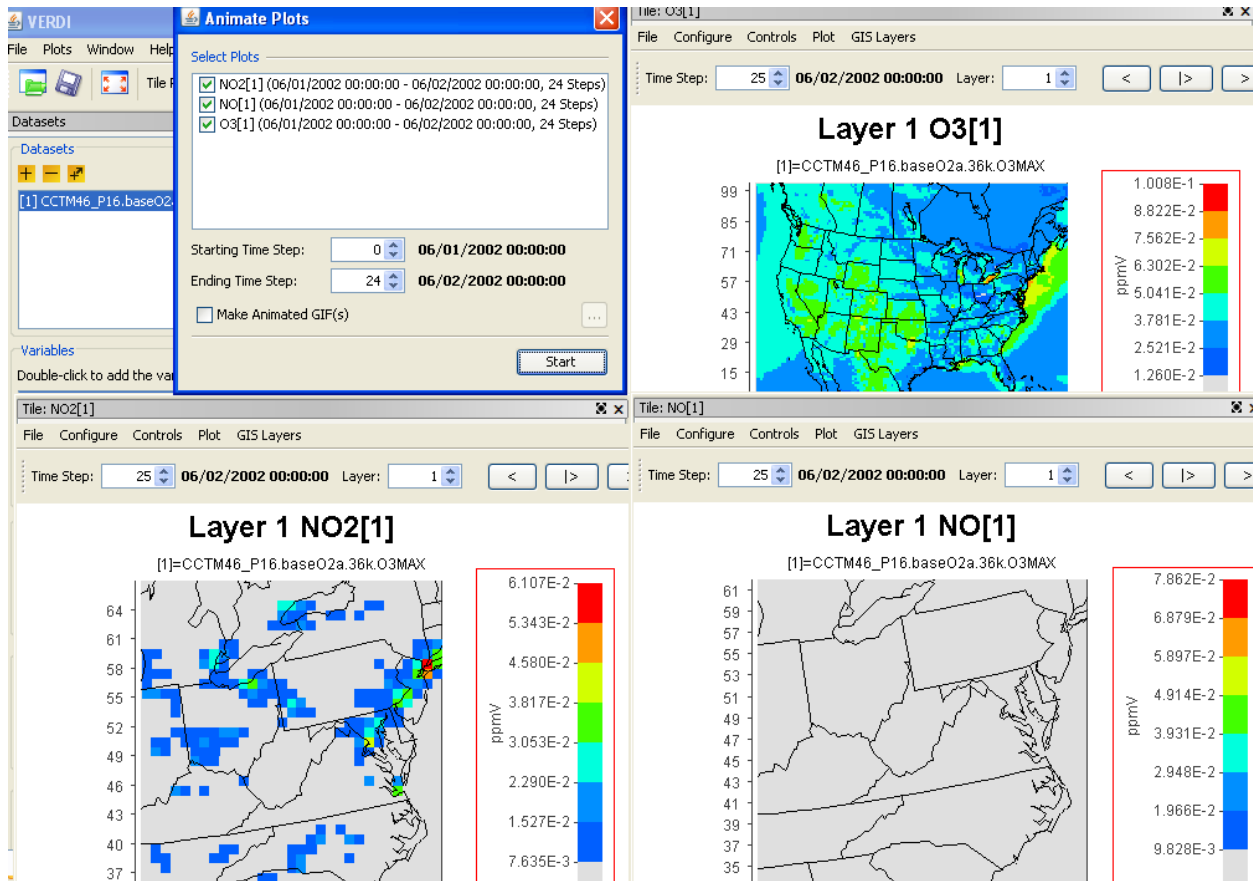 VERDI
File Plots Window Help
Tile
Datasets
Datasets
[1] CCTM46_P16.baseO2
Variables
Double-click to add the
Animate Plots
Select Plots
NO2[1] (06/01/2002 00:00:00 - 06/02/2002 00:00:00, 24 Steps)
NO[1] (06/01/2002 00:00:00 - 06/02/2002 00:00:00, 24 Steps)
O3[1] (06/01/2002 00:00:00 - 06/02/2002 00:00:00, 24 Steps)
Starting Time Step: 0 06/01/2002 00:00:00
Ending Time Step: 24 06/02/2002 00:00:00
Make Animated GIF(s) ...
Start
Tile: O3[1]
File Configure Controls Plot GIS Layers
Time Step: 25 06/02/2002 00:00:00 Layer: 1 < |> >
Layer 1 O3[1]
[1]=CCTM46_P16.baseO2a.36k.O3MAX
99
85
71
57
43
29
15
ppmV
1.008E-1
8.822E-2
7.562E-2
6.302E-2
5.041E-2
3.781E-2
2.521E-2
1.260E-2
Tile: NO2[1]
File Configure Controls Plot GIS Layers
Time Step: 25 06/02/2002 00:00:00 Layer: 1 < |>
Layer 1 NO2[1]
[1]=CCTM46_P16.baseO2a.36k.O3MAX
64
61
58
55
52
49
46
43
40
37
ppmV
6.107E-2
5.343E-2
4.580E-2
3.817E-2
3.053E-2
2.290E-2
1.527E-2
7.635E-3
Tile: NO[1]
File Configure Controls Plot GIS Layers
Time Step: 25 06/02/2002 00:00:00 Layer: 1 < |> >
Layer 1 NO[1]
[1]=CCTM46_P16.baseO2a.36k.O3MAX
61
59
57
55
53
51
49
47
45
43
41
39
37
35
ppmV
7.862E-2
6.879E-2
5.897E-2
4.914E-2
3.931E-2
2.948E-2
1.966E-2
9.828E-3